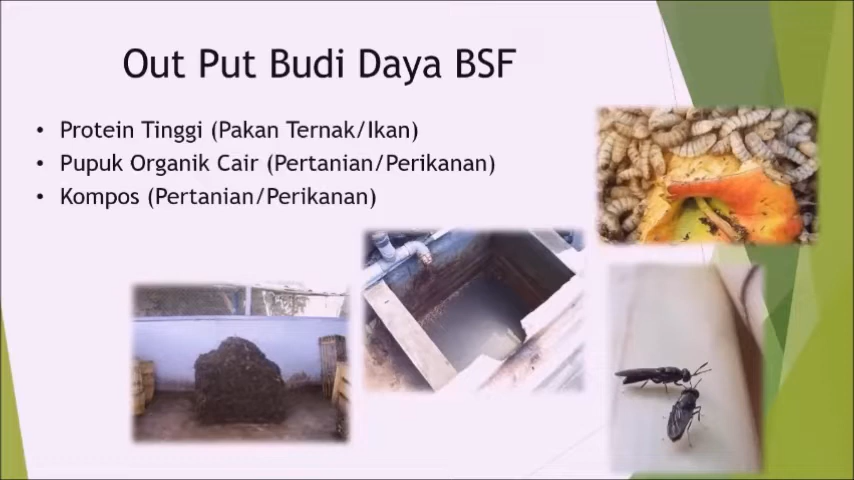 Out Put Budi Daya BSF
• Protein Tinggi (Pakan Ternak/Ikan)
• Pupuk Organik Cair (Pertanian/Perikanan)
• Kompos (Pertanian/Perikanan)